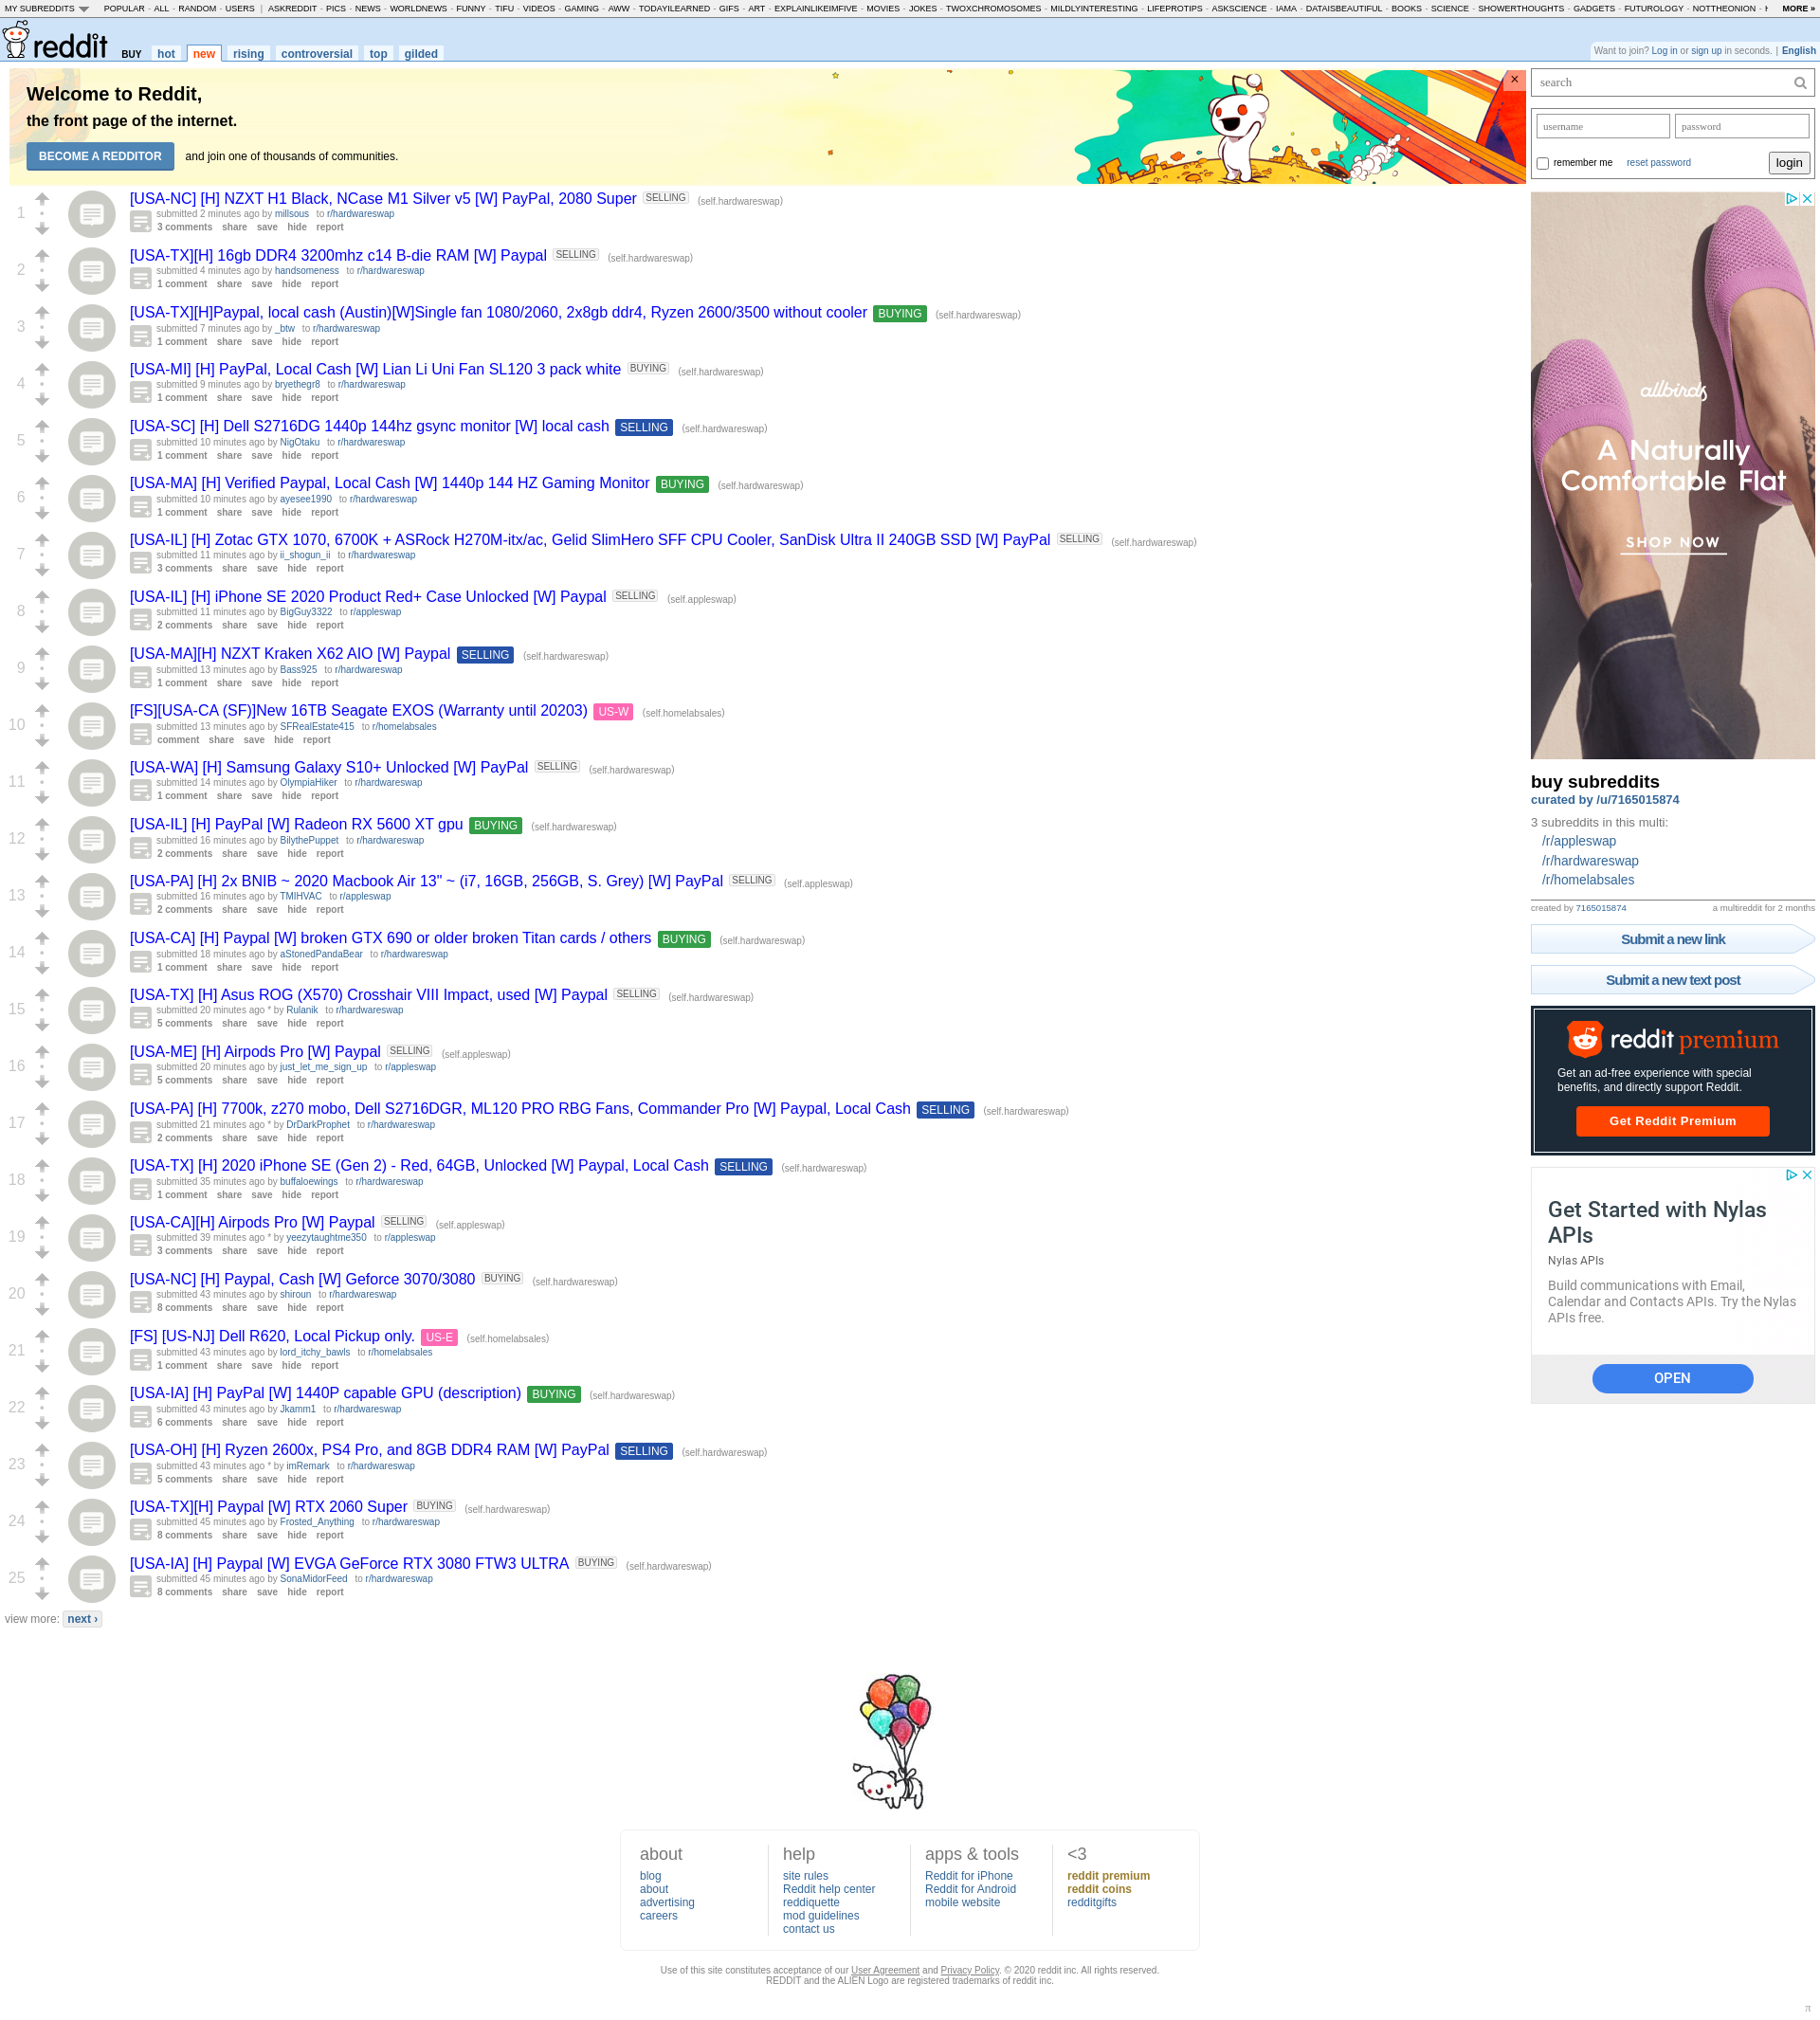 MY SUBREDDITS POPULAR - ALL - RANDOM - USERS | ASKREDDIT - PICS - NEWS - WORLDNEWS - FUNNY - TIFU - VIDEOS - GAMING - AWW - TODAYILEARNED - GIFS - ART - EXPLAINLIKEIMFIVE - MOVIES - JOKES - TWOXCHROMOSOMES - MILDLYINTERESTING - LIFEPROTIPS - ASKSCIENCE - IAMA - DATAISBEAUTIFUL - BOOKS - SCIENCE - SHOWERTHOUGHTS - GADGETS - FUTUROLOGY - NOTTHEONION - MORE »
reddit BUY hot new rising controversial top gilded
Want to join? Log in or sign up in seconds. | English
Welcome to Reddit,
the front page of the internet.
BECOME A REDDITOR and join one of thousands of communities.
×
1
[USA-NC] [H] NZXT H1 Black, NCase M1 Silver v5 [W] PayPal, 2080 Super SELLING (self.hardwareswap)
submitted 2 minutes ago by millsous to r/hardwareswap
3 comments share save hide report
2
[USA-TX][H] 16gb DDR4 3200mhz c14 B-die RAM [W] Paypal SELLING (self.hardwareswap)
submitted 4 minutes ago by handsomeness to r/hardwareswap
1 comment share save hide report
3
[USA-TX][H]Paypal, local cash (Austin)[W]Single fan 1080/2060, 2x8gb ddr4, Ryzen 2600/3500 without cooler BUYING (self.hardwareswap)
submitted 7 minutes ago by _btw to r/hardwareswap
1 comment share save hide report
4
[USA-MI] [H] PayPal, Local Cash [W] Lian Li Uni Fan SL120 3 pack white BUYING (self.hardwareswap)
submitted 9 minutes ago by bryethegr8 to r/hardwareswap
1 comment share save hide report
5
[USA-SC] [H] Dell S2716DG 1440p 144hz gsync monitor [W] local cash SELLING (self.hardwareswap)
submitted 10 minutes ago by NigOtaku to r/hardwareswap
1 comment share save hide report
6
[USA-MA] [H] Verified Paypal, Local Cash [W] 1440p 144 HZ Gaming Monitor BUYING (self.hardwareswap)
submitted 10 minutes ago by ayesee1990 to r/hardwareswap
1 comment share save hide report
7
[USA-IL] [H] Zotac GTX 1070, 6700K + ASRock H270M-itx/ac, Gelid SlimHero SFF CPU Cooler, SanDisk Ultra II 240GB SSD [W] PayPal SELLING (self.hardwareswap)
submitted 11 minutes ago by ii_shogun_ii to r/hardwareswap
3 comments share save hide report
8
[USA-IL] [H] iPhone SE 2020 Product Red+ Case Unlocked [W] Paypal SELLING (self.appleswap)
submitted 11 minutes ago by BigGuy3322 to r/appleswap
2 comments share save hide report
9
[USA-MA][H] NZXT Kraken X62 AIO [W] Paypal SELLING (self.hardwareswap)
submitted 13 minutes ago by Bass925 to r/hardwareswap
1 comment share save hide report
10
[FS][USA-CA (SF)]New 16TB Seagate EXOS (Warranty until 20203) US-W (self.homelabsales)
submitted 13 minutes ago by SFRealEstate415 to r/homelabsales
comment share save hide report
11
[USA-WA] [H] Samsung Galaxy S10+ Unlocked [W] PayPal SELLING (self.hardwareswap)
submitted 14 minutes ago by OlympiaHiker to r/hardwareswap
1 comment share save hide report
12
[USA-IL] [H] PayPal [W] Radeon RX 5600 XT gpu BUYING (self.hardwareswap)
submitted 16 minutes ago by BilythePuppet to r/hardwareswap
2 comments share save hide report
13
[USA-PA] [H] 2x BNIB ~ 2020 Macbook Air 13" ~ (i7, 16GB, 256GB, S. Grey) [W] PayPal SELLING (self.appleswap)
submitted 16 minutes ago by TMIHVAC to r/appleswap
2 comments share save hide report
14
[USA-CA] [H] Paypal [W] broken GTX 690 or older broken Titan cards / others BUYING (self.hardwareswap)
submitted 18 minutes ago by aStonedPandaBear to r/hardwareswap
1 comment share save hide report
15
[USA-TX] [H] Asus ROG (X570) Crosshair VIII Impact, used [W] Paypal SELLING (self.hardwareswap)
submitted 20 minutes ago * by Rulanik to r/hardwareswap
5 comments share save hide report
16
[USA-ME] [H] Airpods Pro [W] Paypal SELLING (self.appleswap)
submitted 20 minutes ago by just_let_me_sign_up to r/appleswap
5 comments share save hide report
17
[USA-PA] [H] 7700k, z270 mobo, Dell S2716DGR, ML120 PRO RBG Fans, Commander Pro [W] Paypal, Local Cash SELLING (self.hardwareswap)
submitted 21 minutes ago * by DrDarkProphet to r/hardwareswap
2 comments share save hide report
18
[USA-TX] [H] 2020 iPhone SE (Gen 2) - Red, 64GB, Unlocked [W] Paypal, Local Cash SELLING (self.hardwareswap)
submitted 35 minutes ago by buffaloewings to r/hardwareswap
1 comment share save hide report
19
[USA-CA][H] Airpods Pro [W] Paypal SELLING (self.appleswap)
submitted 39 minutes ago * by yeezytaughtme350 to r/appleswap
3 comments share save hide report
20
[USA-NC] [H] Paypal, Cash [W] Geforce 3070/3080 BUYING (self.hardwareswap)
submitted 43 minutes ago by shiroun to r/hardwareswap
8 comments share save hide report
21
[FS] [US-NJ] Dell R620, Local Pickup only. US-E (self.homelabsales)
submitted 43 minutes ago by lord_itchy_bawls to r/homelabsales
1 comment share save hide report
22
[USA-IA] [H] PayPal [W] 1440P capable GPU (description) BUYING (self.hardwareswap)
submitted 43 minutes ago by Jkamm1 to r/hardwareswap
6 comments share save hide report
23
[USA-OH] [H] Ryzen 2600x, PS4 Pro, and 8GB DDR4 RAM [W] PayPal SELLING (self.hardwareswap)
submitted 43 minutes ago * by imRemark to r/hardwareswap
5 comments share save hide report
24
[USA-TX][H] Paypal [W] RTX 2060 Super BUYING (self.hardwareswap)
submitted 45 minutes ago by Frosted_Anything to r/hardwareswap
8 comments share save hide report
25
[USA-IA] [H] Paypal [W] EVGA GeForce RTX 3080 FTW3 ULTRA BUYING (self.hardwareswap)
submitted 45 minutes ago by SonaMidorFeed to r/hardwareswap
8 comments share save hide report
view more: next ›
search
username password
remember me reset password login
allbirds
A Naturally
Comfortable Flat
SHOP NOW
buy subreddits
curated by /u/7165015874
3 subreddits in this multi:
/r/appleswap
/r/hardwareswap
/r/homelabsales
created by 7165015874 a multireddit for 2 months
Submit a new link
Submit a new text post
reddit premium
Get an ad-free experience with special
benefits, and directly support Reddit.
Get Reddit Premium
Get Started with Nylas
APIs
Nylas APIs
Build communications with Email,
Calendar and Contacts APIs. Try the Nylas
APIs free.
OPEN
about
blog
about
advertising
careers
help
site rules
Reddit help center
reddiquette
mod guidelines
contact us
apps & tools
Reddit for iPhone
Reddit for Android
mobile website
<3
reddit premium
reddit coins
redditgifts
Use of this site constitutes acceptance of our User Agreement and Privacy Policy. © 2020 reddit inc. All rights reserved.
REDDIT and the ALIEN Logo are registered trademarks of reddit inc.
π